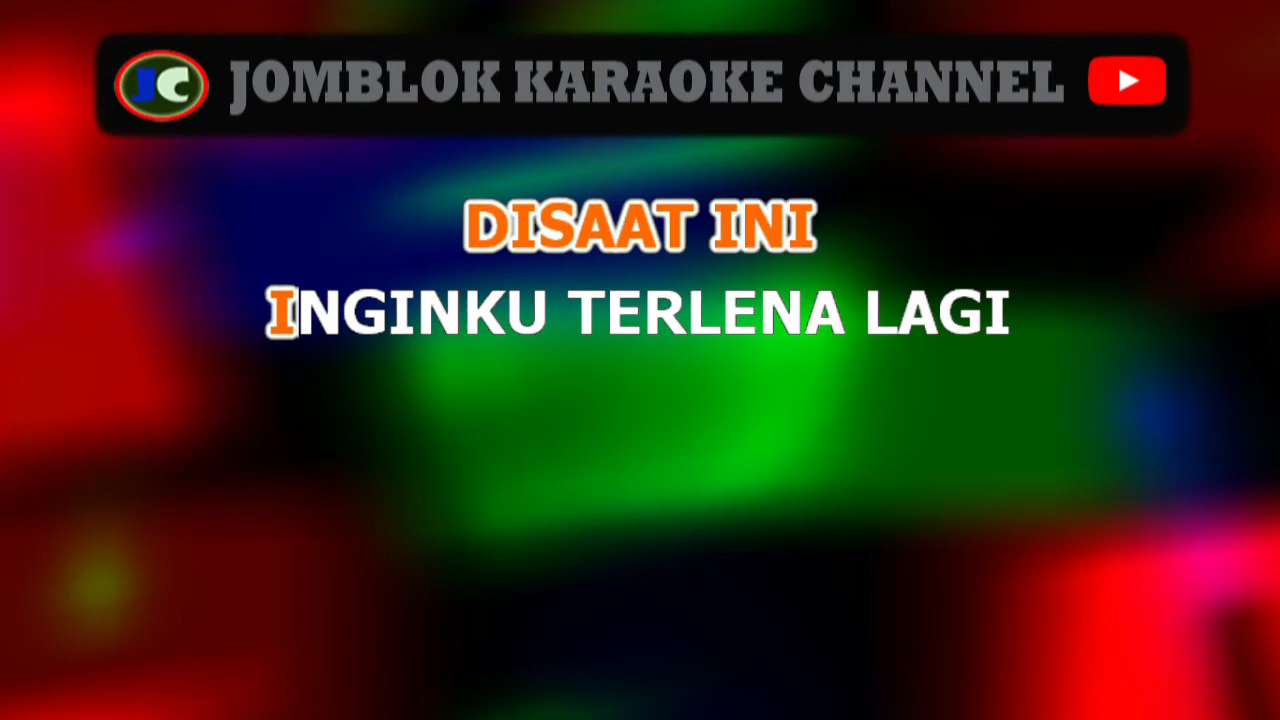 JC JOMBLOK KARAOKE CHANNEL
DISAAT INI
INGINKU TERLENA LAGI